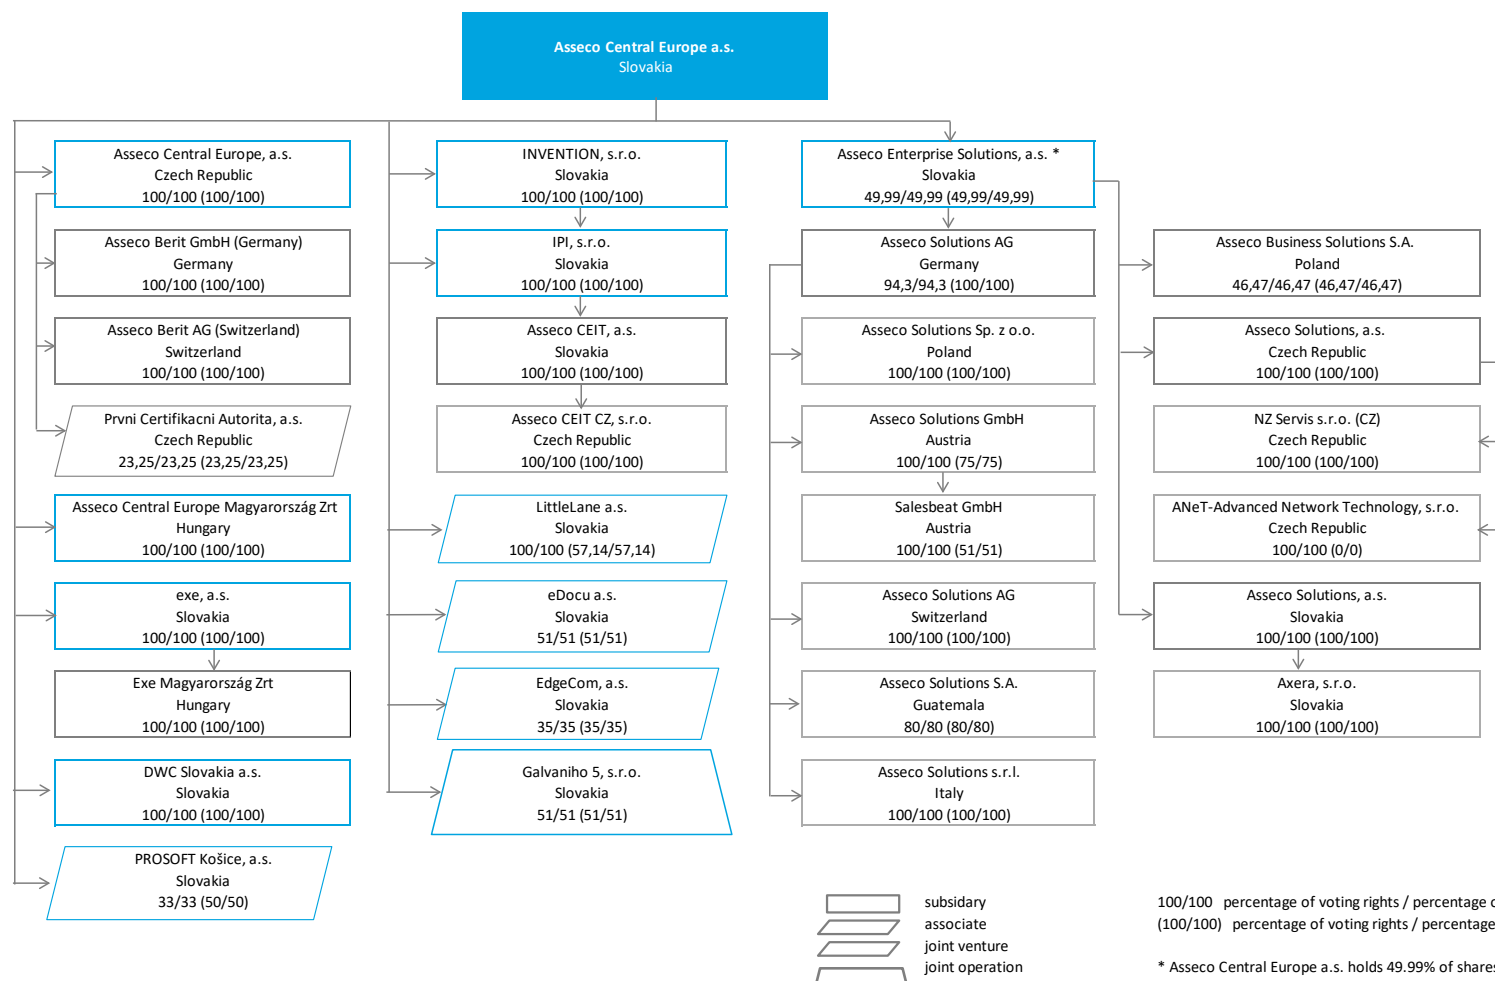 Asseco Central Europe a.s.
Slovakia
Asseco Central Europe, a.s.
Czech Republic
100/100 (100/100)
Asseco Berit GmbH (Germany)
Germany
100/100 (100/100)
Asseco Berit AG (Switzerland)
Switzerland
100/100 (100/100)
Prvni Certifikacni Autorita, a.s.
Czech Republic
23,25/23,25 (23,25/23,25)
Asseco Central Europe Magyarország Zrt
Hungary
100/100 (100/100)
exe, a.s.
Slovakia
100/100 (100/100)
Exe Magyarország Zrt
Hungary
100/100 (100/100)
DWC Slovakia a.s.
Slovakia
100/100 (100/100)
PROSOFT Košice, a.s.
Slovakia
33/33 (50/50)
INVENTION, s.r.o.
Slovakia
100/100 (100/100)
IPI, s.r.o.
Slovakia
100/100 (100/100)
Asseco CEIT, a.s.
Slovakia
100/100 (100/100)
Asseco CEIT CZ, s.r.o.
Czech Republic
100/100 (100/100)
LittleLane a.s.
Slovakia
100/100 (57,14/57,14)
eDocu a.s.
Slovakia
51/51 (51/51)
EdgeCom, a.s.
Slovakia
35/35 (35/35)
Galvaniho 5, s.r.o.
Slovakia
51/51 (51/51)
Asseco Enterprise Solutions, a.s. *
Slovakia
49,99/49,99 (49,99/49,99)
Asseco Solutions AG
Germany
94,3/94,3 (100/100)
Asseco Solutions Sp. z o.o.
Poland
100/100 (100/100)
Asseco Solutions GmbH
Austria
100/100 (75/75)
Salesbeat GmbH
Austria
100/100 (51/51)
Asseco Solutions AG
Switzerland
100/100 (100/100)
Asseco Solutions S.A.
Guatemala
80/80 (80/80)
Asseco Solutions s.r.l.
Italy
100/100 (100/100)
Asseco Business Solutions S.A.
Poland
46,47/46,47 (46,47/46,47)
Asseco Solutions, a.s.
Czech Republic
100/100 (100/100)
NZ Servis s.r.o. (CZ)
Czech Republic
100/100 (100/100)
ANeT-Advanced Network Technology, s.r.o.
Czech Republic
100/100 (0/0)
Asseco Solutions, a.s.
Slovakia
100/100 (100/100)
Axera, s.r.o.
Slovakia
100/100 (100/100)
subsidary
associate
joint venture
joint operation
100/100 percentage of voting rights / percentage
(100/100) percentage of voting rights / percentage
* Asseco Central Europe a.s. holds 49.99% of shares